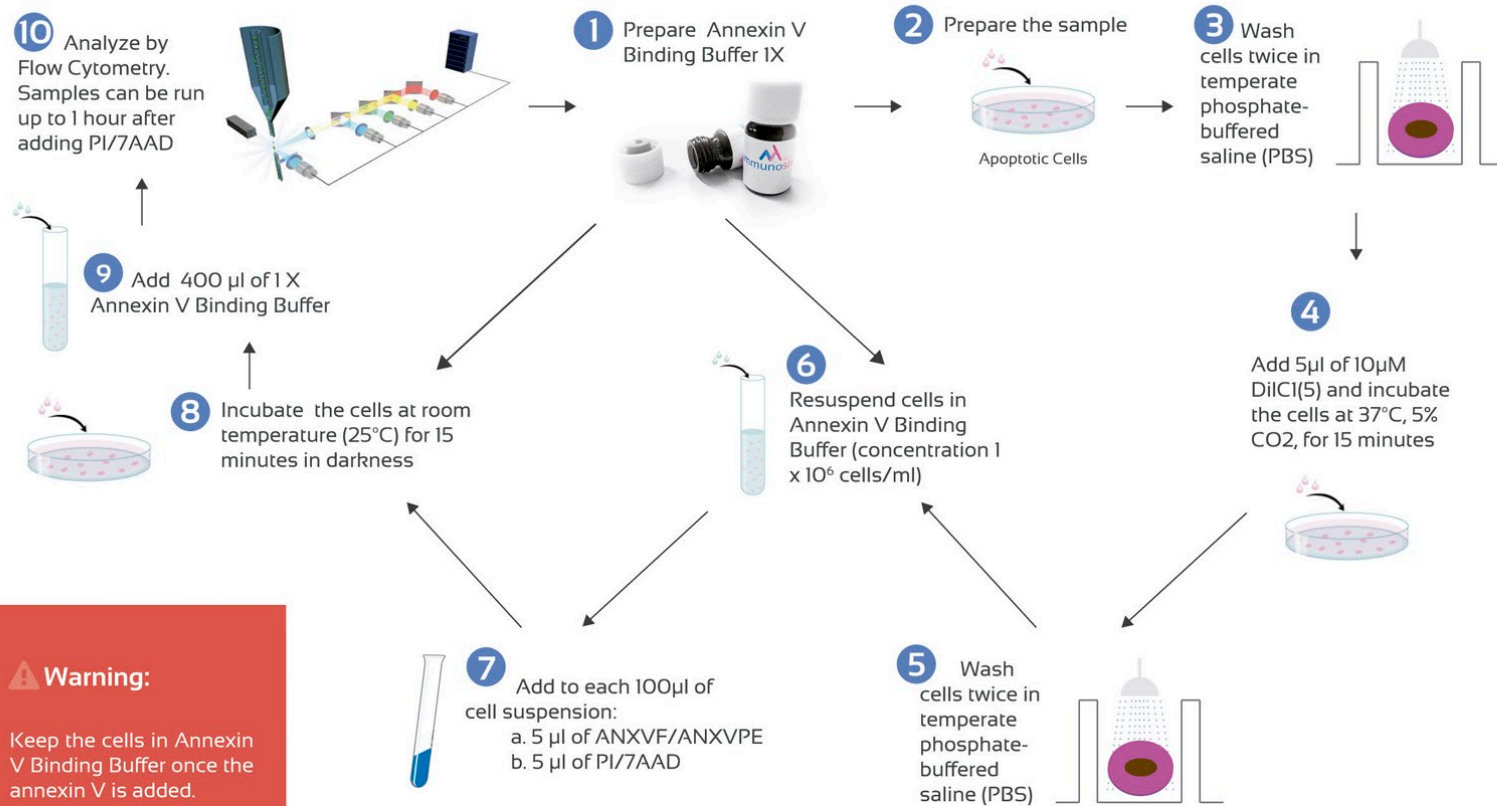 1
Prepare Annexin V
Binding Buffer 1X
mmunos
2
Prepare the sample
Apoptotic Cells
3
Wash
cells twice in
temperate
phosphate-
buffered
saline (PBS)
4
Add 5µl of 10µM
DilC1(5) and incubate
the cells at 37°C, 5%
CO2, for 15 minutes
5
Wash
cells twice in
temperate
phosphate-
buffered
saline (PBS)
6
Resuspend cells in
Annexin V Binding
Buffer (concentration 1
x 10⁶ cells/ml)
7
Add to each 100µl of
cell suspension:
a. 5 µl of ANXVF/ANXVPE
b. 5 µl of PI/7AAD
8
Incubate the cells at room
temperature (25°C) for 15
minutes in darkness
9
Add 400 µl of 1 X
Annexin V Binding Buffer
10
Analyze by
Flow Cytometry.
Samples can be run
up to 1 hour after
adding PI/7AAD
Warning:
Keep the cells in Annexin
V Binding Buffer once the
annexin V is added.